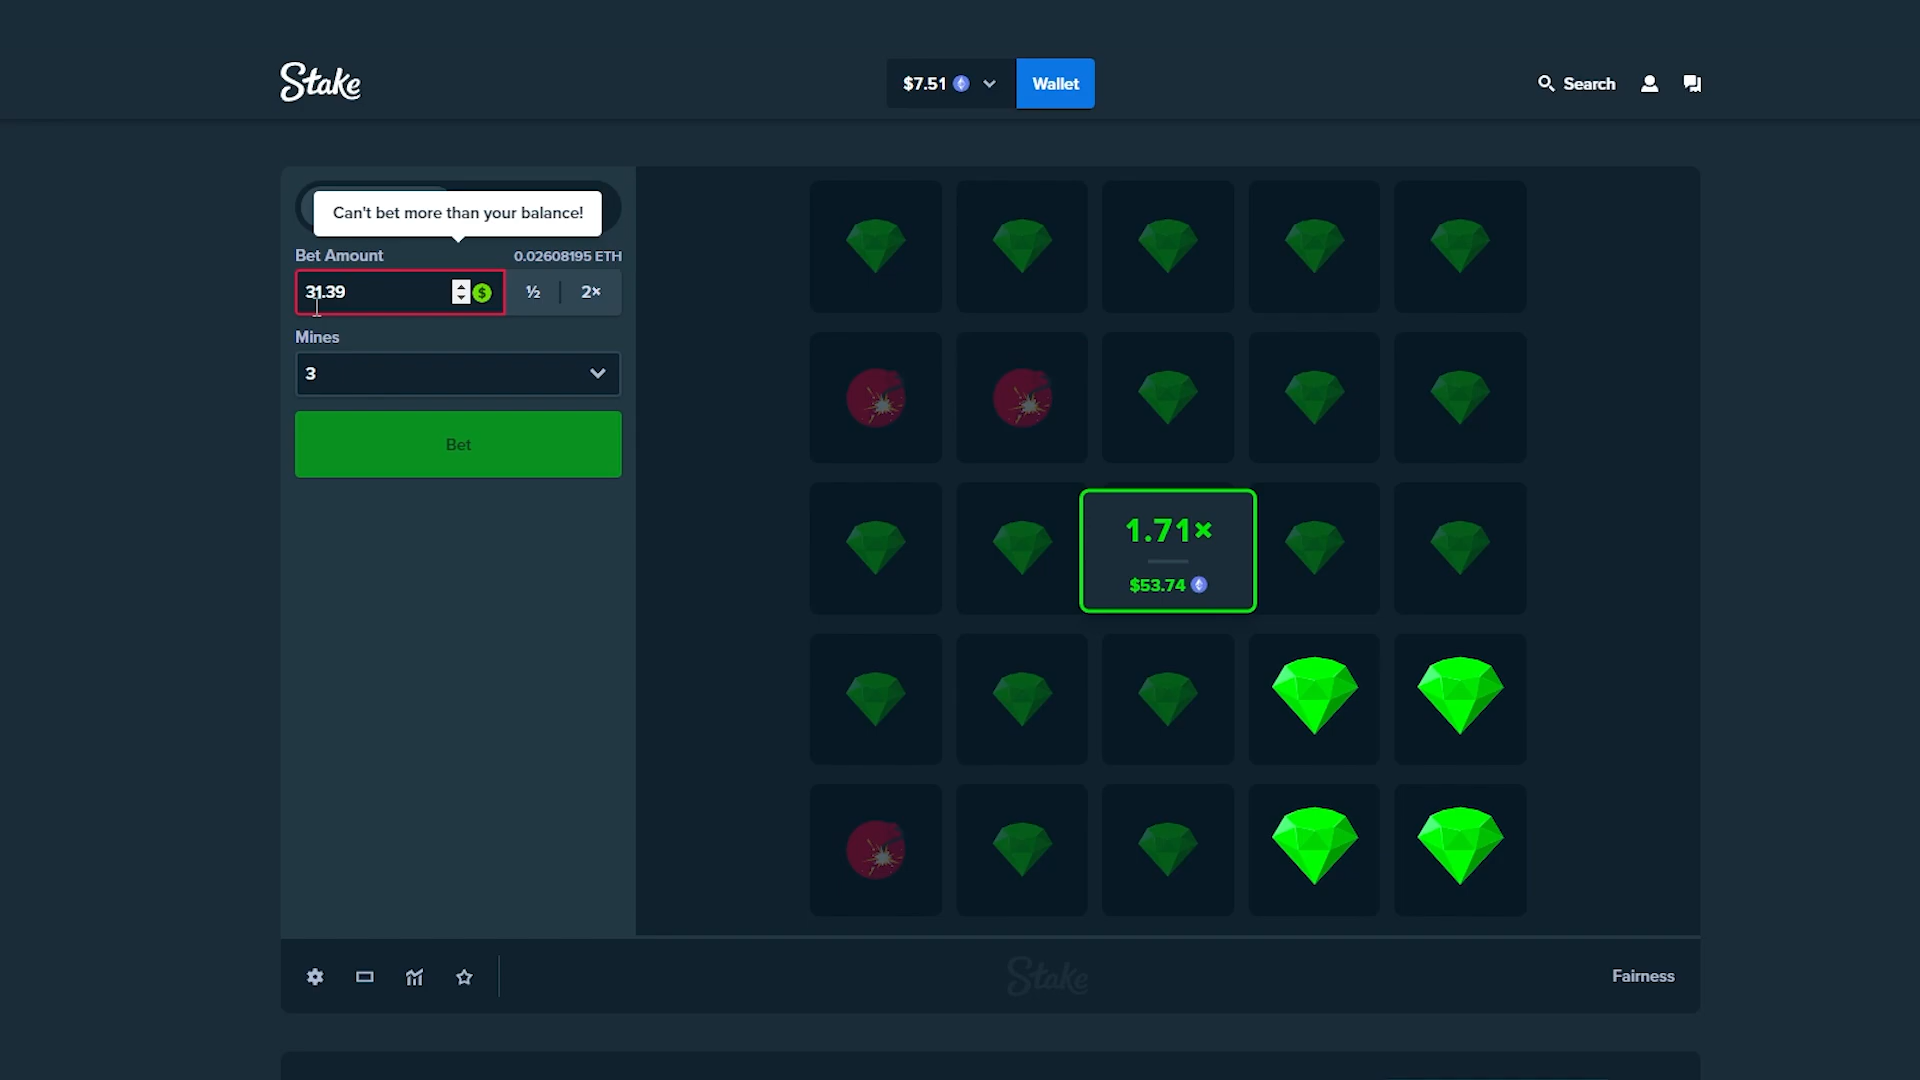 Stake
$7.51
Wallet
Search
Can't bet more than your balance!
Bet Amount
0.02608195 ETH
31.39
$
½
2×
Mines
3
Bet
1.71×
$53.74
Stake
Fairness